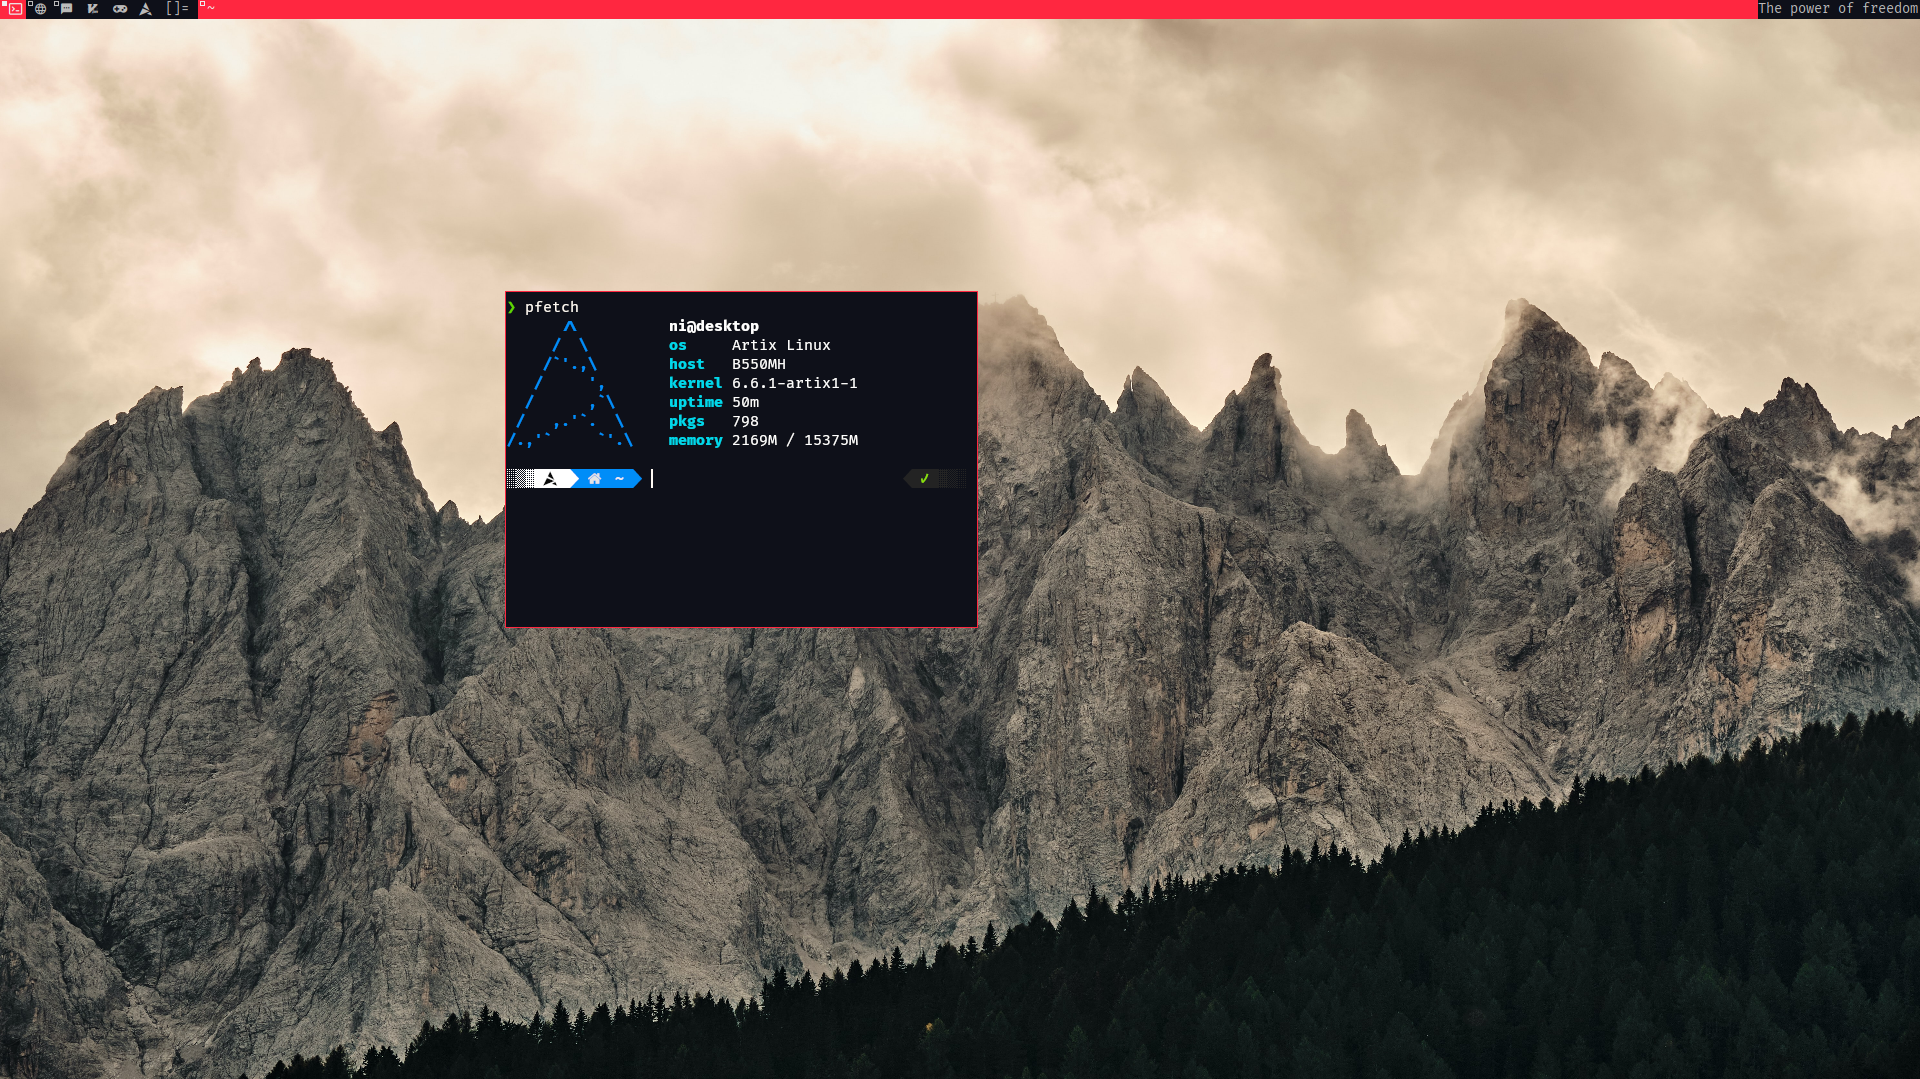 []= ~ The power of freedom
❯ pfetch
ni@desktop
os Artix Linux
host B550MH
kernel 6.6.1-artix1-1
uptime 50m
pkgs 798
memory 2169M / 15375M
~ ✓